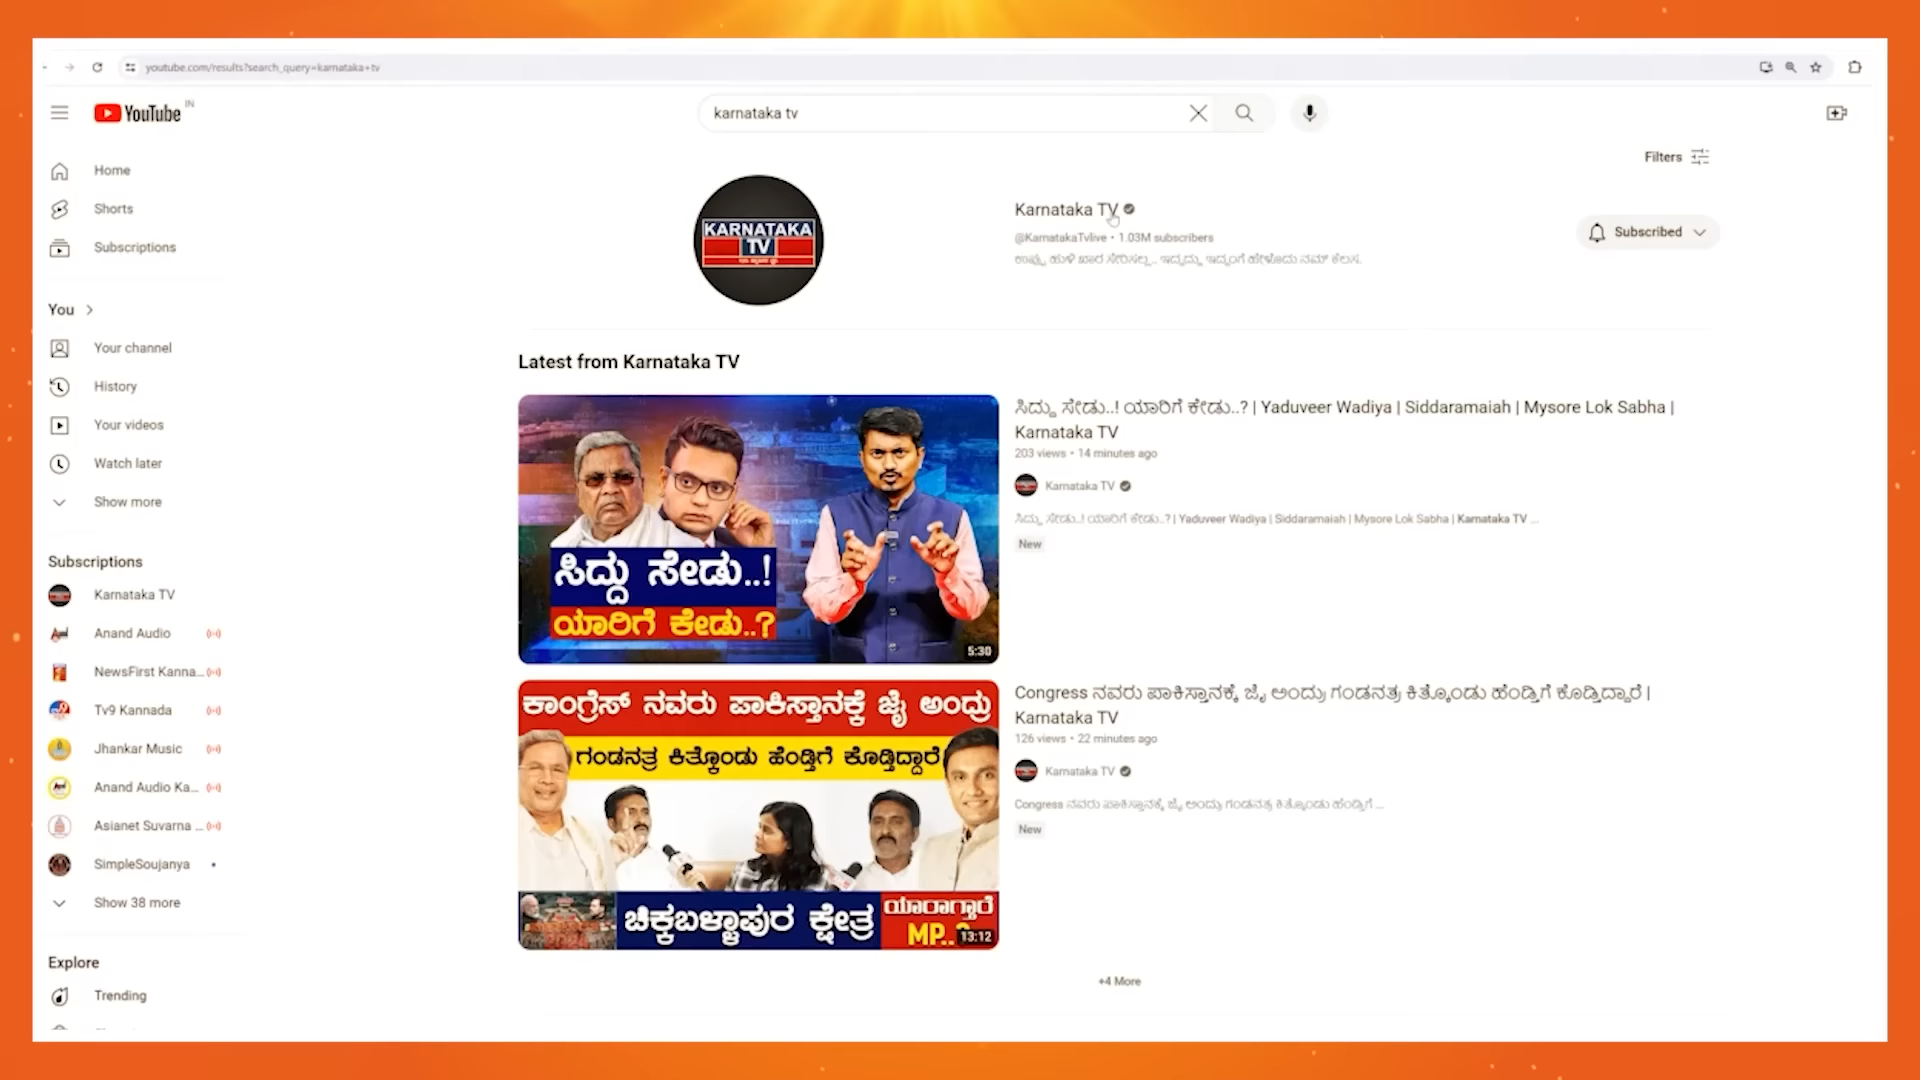 youtube.com/results?search_query=karnataka+tv
YouTube IN
karnataka tv
Filters
Home
Shorts
Subscriptions
You
Your channel
History
Your videos
Watch later
Show more
Subscriptions
Karnataka TV
Anand Audio
NewsFirst Kanna...
Tv9 Kannada
Jhankar Music
Anand Audio Ka...
Asianet Suvarna ...
SimpleSoujanya
Show 38 more
Explore
Trending
KARNATAKA
TV
Karnataka TV
@KarnatakaTvlive • 1.03M subscribers
ಉಪ್ಪು ಹುಳಿ ಖಾರ ಸೇರಿಸಲ್ಲ.. ಇದ್ದದ್ದು ಇದ್ದಂಗೆ ಹೇಳೋದು ನಮ್ ಕೆಲಸ.
Subscribed
Latest from Karnataka TV
ಸಿದ್ದು ಸೇಡು..!
ಯಾರಿಗೆ ಕೇಡು..?
5:30
ಸಿದ್ದು ಸೇಡು..! ಯಾರಿಗೆ ಕೇಡು..? | Yaduveer Wadiya | Siddaramaiah | Mysore Lok Sabha |
Karnataka TV
203 views • 14 minutes ago
Karnataka TV
ಸಿದ್ದು ಸೇಡು..! ಯಾರಿಗೆ ಕೇಡು..? | Yaduveer Wadiya | Siddaramaiah | Mysore Lok Sabha | Karnataka TV ...
New
ಕಾಂಗ್ರೆಸ್ ನವರು ಪಾಕಿಸ್ತಾನಕ್ಕೆ ಜೈ ಅಂದ್ರು
ಗಂಡನತ್ರ ಕಿತ್ಕೊಂಡು ಹೆಂಡ್ತಿಗೆ ಕೊಡ್ತಿದ್ದಾರೆ
ಚಿಕ್ಕಬಳ್ಳಾಪುರ ಕ್ಷೇತ್ರ
ಯಾರಾಗ್ತಾರೆ
MP..?
13:12
Congress ನವರು ಪಾಕಿಸ್ತಾನಕ್ಕೆ ಜೈ ಅಂದ್ರು ಗಂಡನತ್ರ ಕಿತ್ಕೊಂಡು ಹೆಂಡ್ತಿಗೆ ಕೊಡ್ತಿದ್ದಾರೆ |
Karnataka TV
126 views • 22 minutes ago
Karnataka TV
Congress ನವರು ಪಾಕಿಸ್ತಾನಕ್ಕೆ ಜೈ ಅಂದ್ರು ಗಂಡನತ್ರ ಕಿತ್ಕೊಂಡು ಹೆಂಡ್ತಿಗೆ ...
New
+4 More